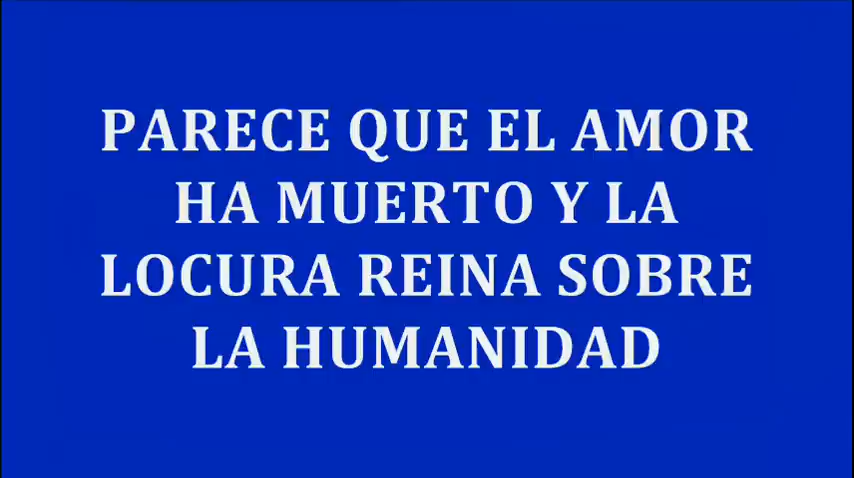 PARECE QUE EL AMOR
HA MUERTO Y LA
LOCURA REINA SOBRE
LA HUMANIDAD